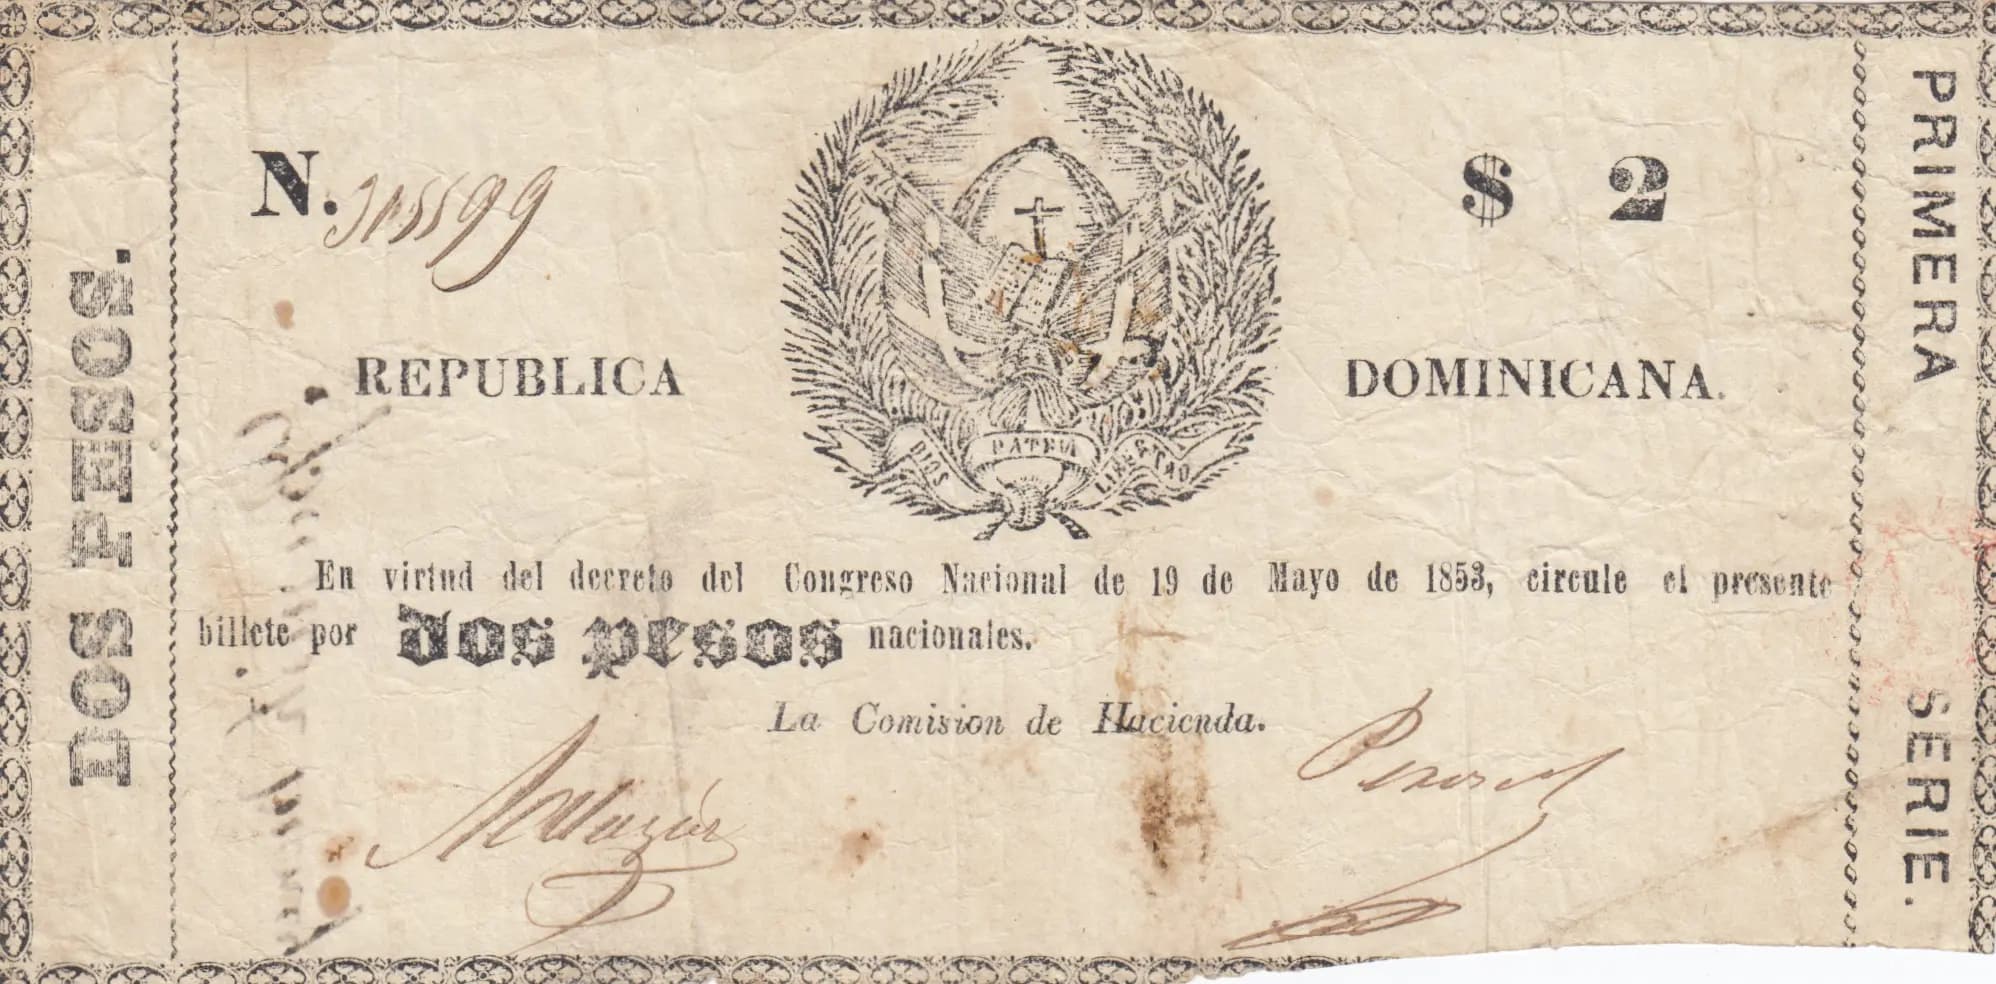 DOS PESOS.
N. 315599
$ 2
REPUBLICA DOMINICANA.
DIOS PATRIA LIBERTAD
En virtud del decreto del Congreso Nacional de 19 de Mayo de 1853, circule el presente
billete por dos pesos nacionales.
La Comision de Hacienda.
PRIMERA SERIE.